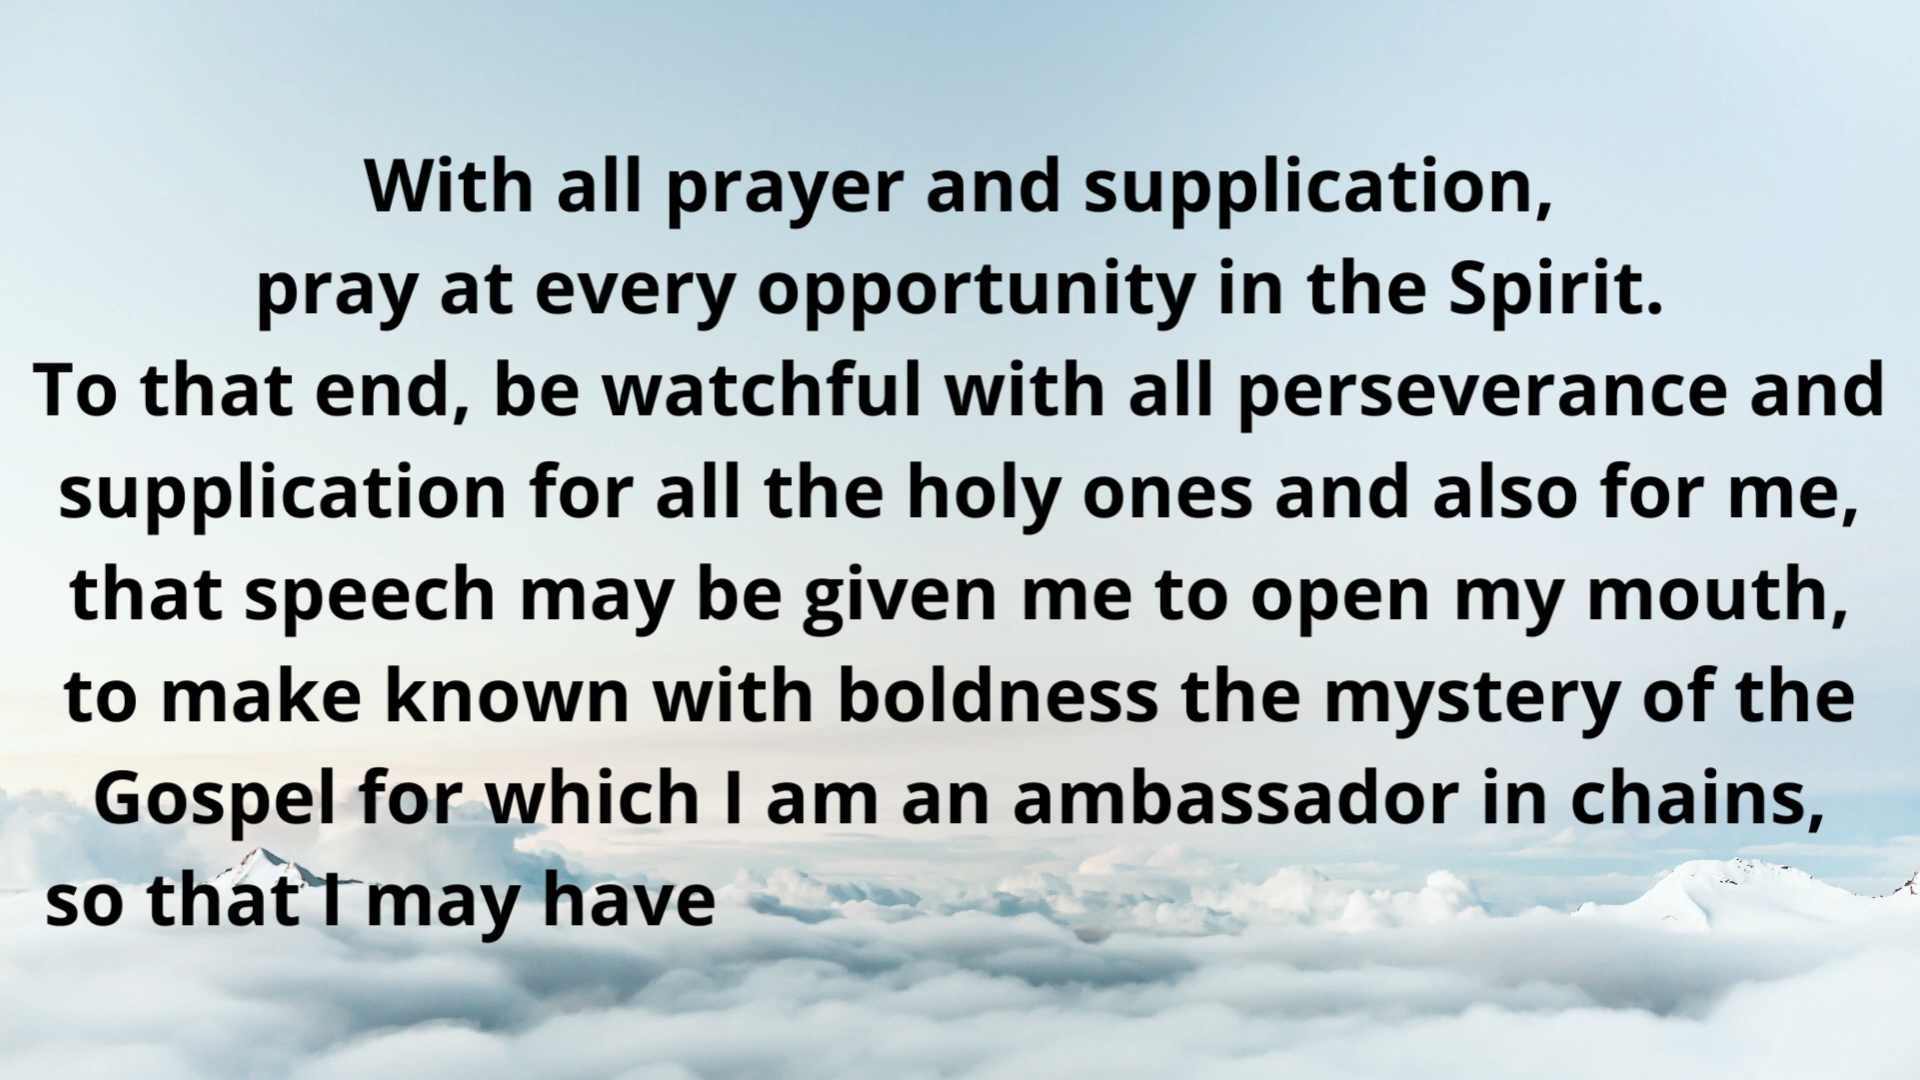 With all prayer and supplication,
pray at every opportunity in the Spirit.
To that end, be watchful with all perseverance and
supplication for all the holy ones and also for me,
that speech may be given me to open my mouth,
to make known with boldness the mystery of the
Gospel for which I am an ambassador in chains,
so that I may have